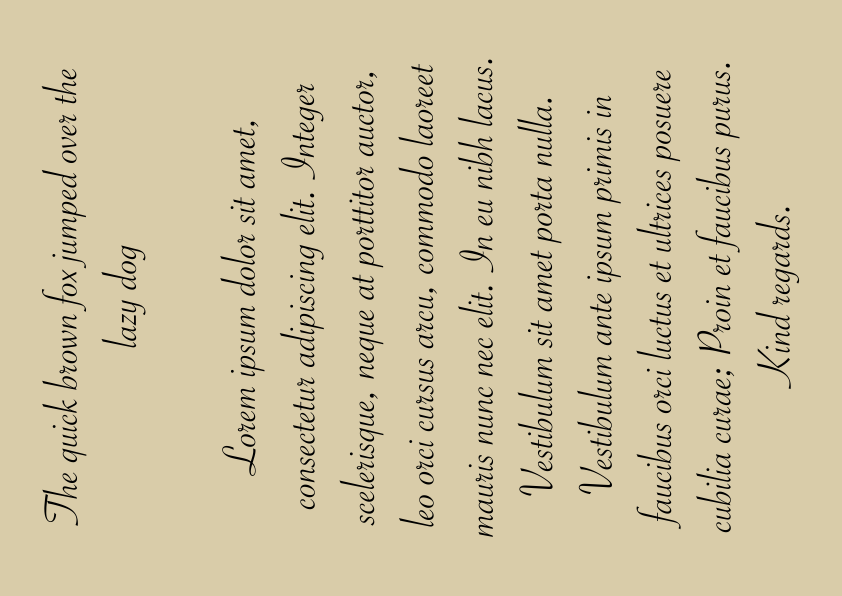 The quick brown fox jumped over the
lazy dog
Lorem ipsum dolor sit amet,
consectetur adipiscing elit. Integer
scelerisque, neque at porttitor auctor,
leo orci cursus arcu, commodo laoreet
mauris nunc nec elit. In eu nibh lacus.
Vestibulum sit amet porta nulla.
Vestibulum ante ipsum primis in
faucibus orci luctus et ultrices posuere
cubilia curae; Proin et faucibus purus.
Kind regards.